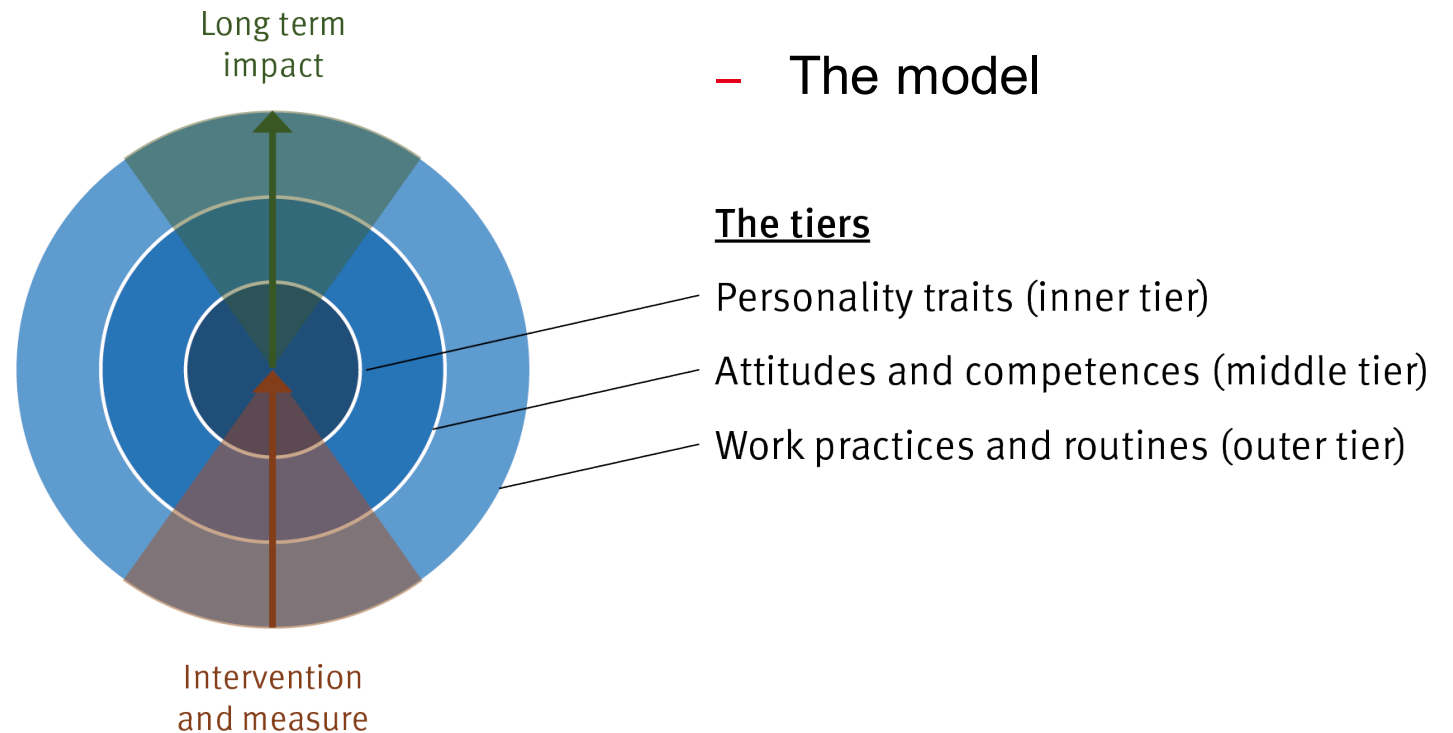 Long term
impact
– The model
The tiers
Personality traits (inner tier)
Attitudes and competences (middle tier)
Work practices and routines (outer tier)
Intervention
and measure